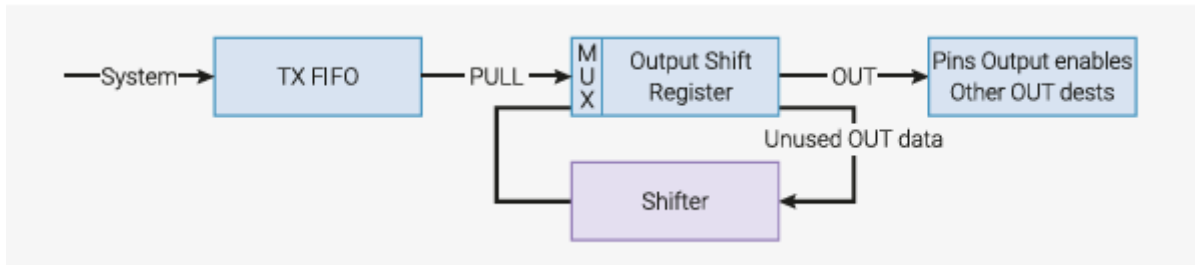 System
TX FIFO
PULL
M
U
X
Output Shift
Register
OUT
Pins Output enables
Other OUT dests
Unused OUT data
Shifter